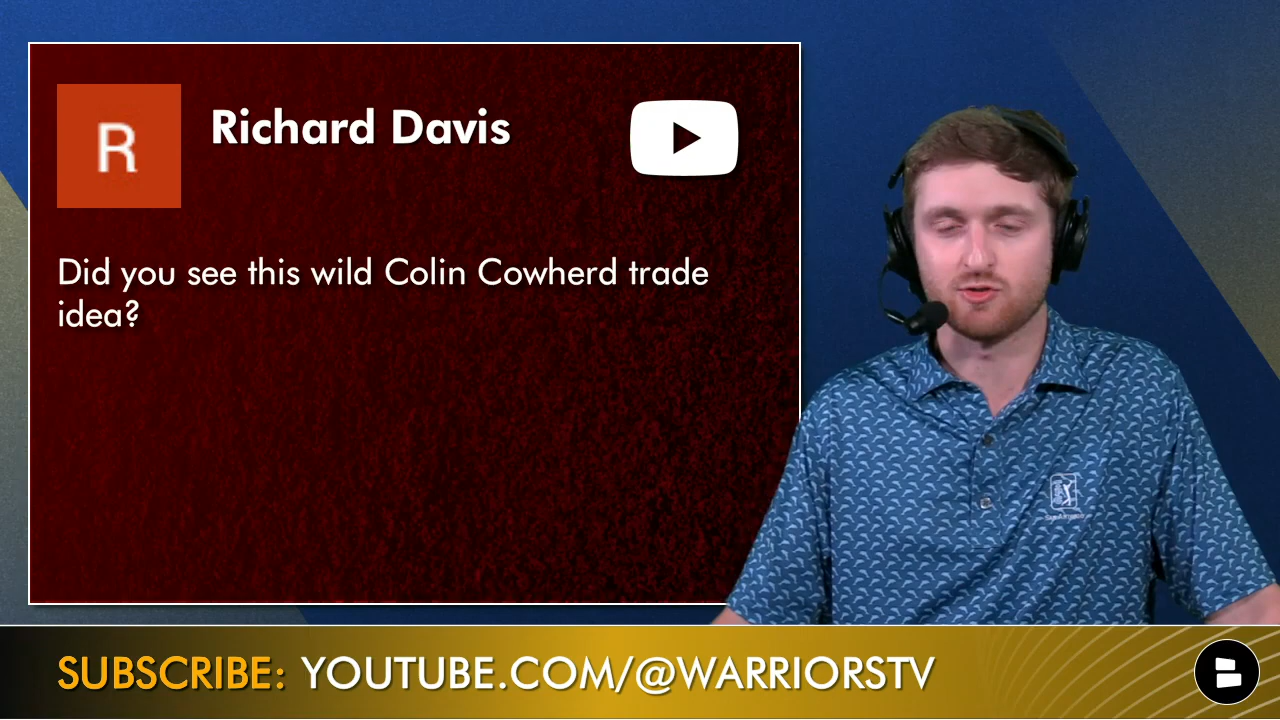 R
Richard Davis
Did you see this wild Colin Cowherd trade
idea?
SUBSCRIBE: YOUTUBE.COM/@WARRIORSTV